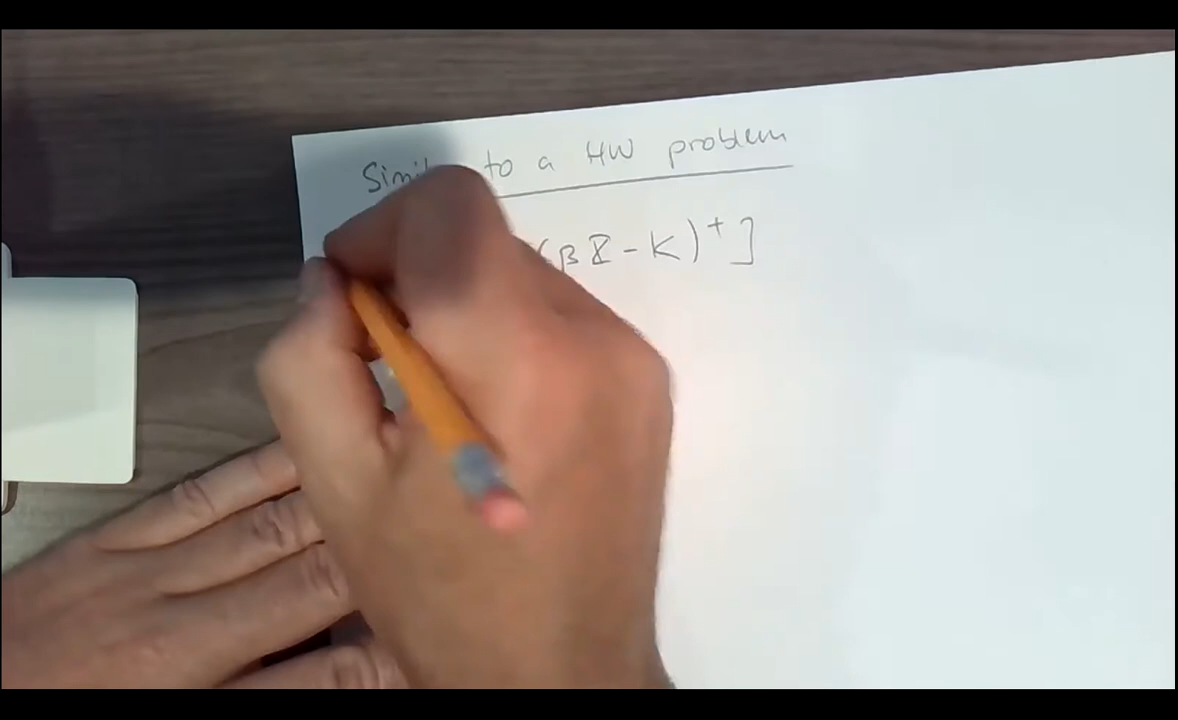 to a HW problem
(βZ - K)⁺]